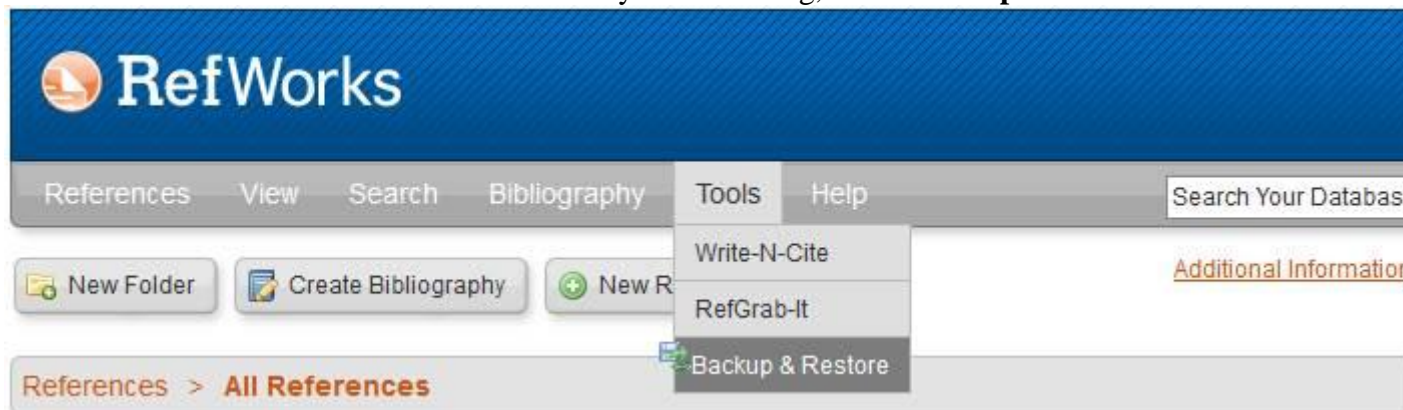 RefWorks
References View Search Bibliography Tools Help Search Your Databas
Write-N-Cite
New Folder Create Bibliography New R Additional Information
RefGrab-It
Backup & Restore
References > All References